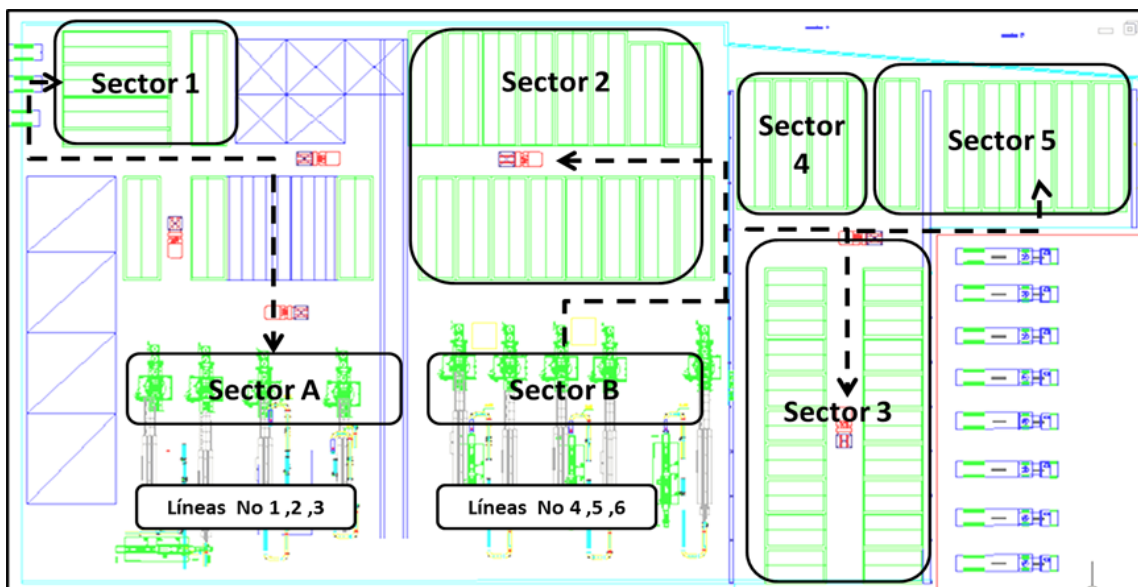 Sector 1
Sector 2
Sector
4
Sector 5
Sector A
Sector B
Sector 3
Líneas No 1 ,2 ,3
Líneas No 4 ,5 ,6